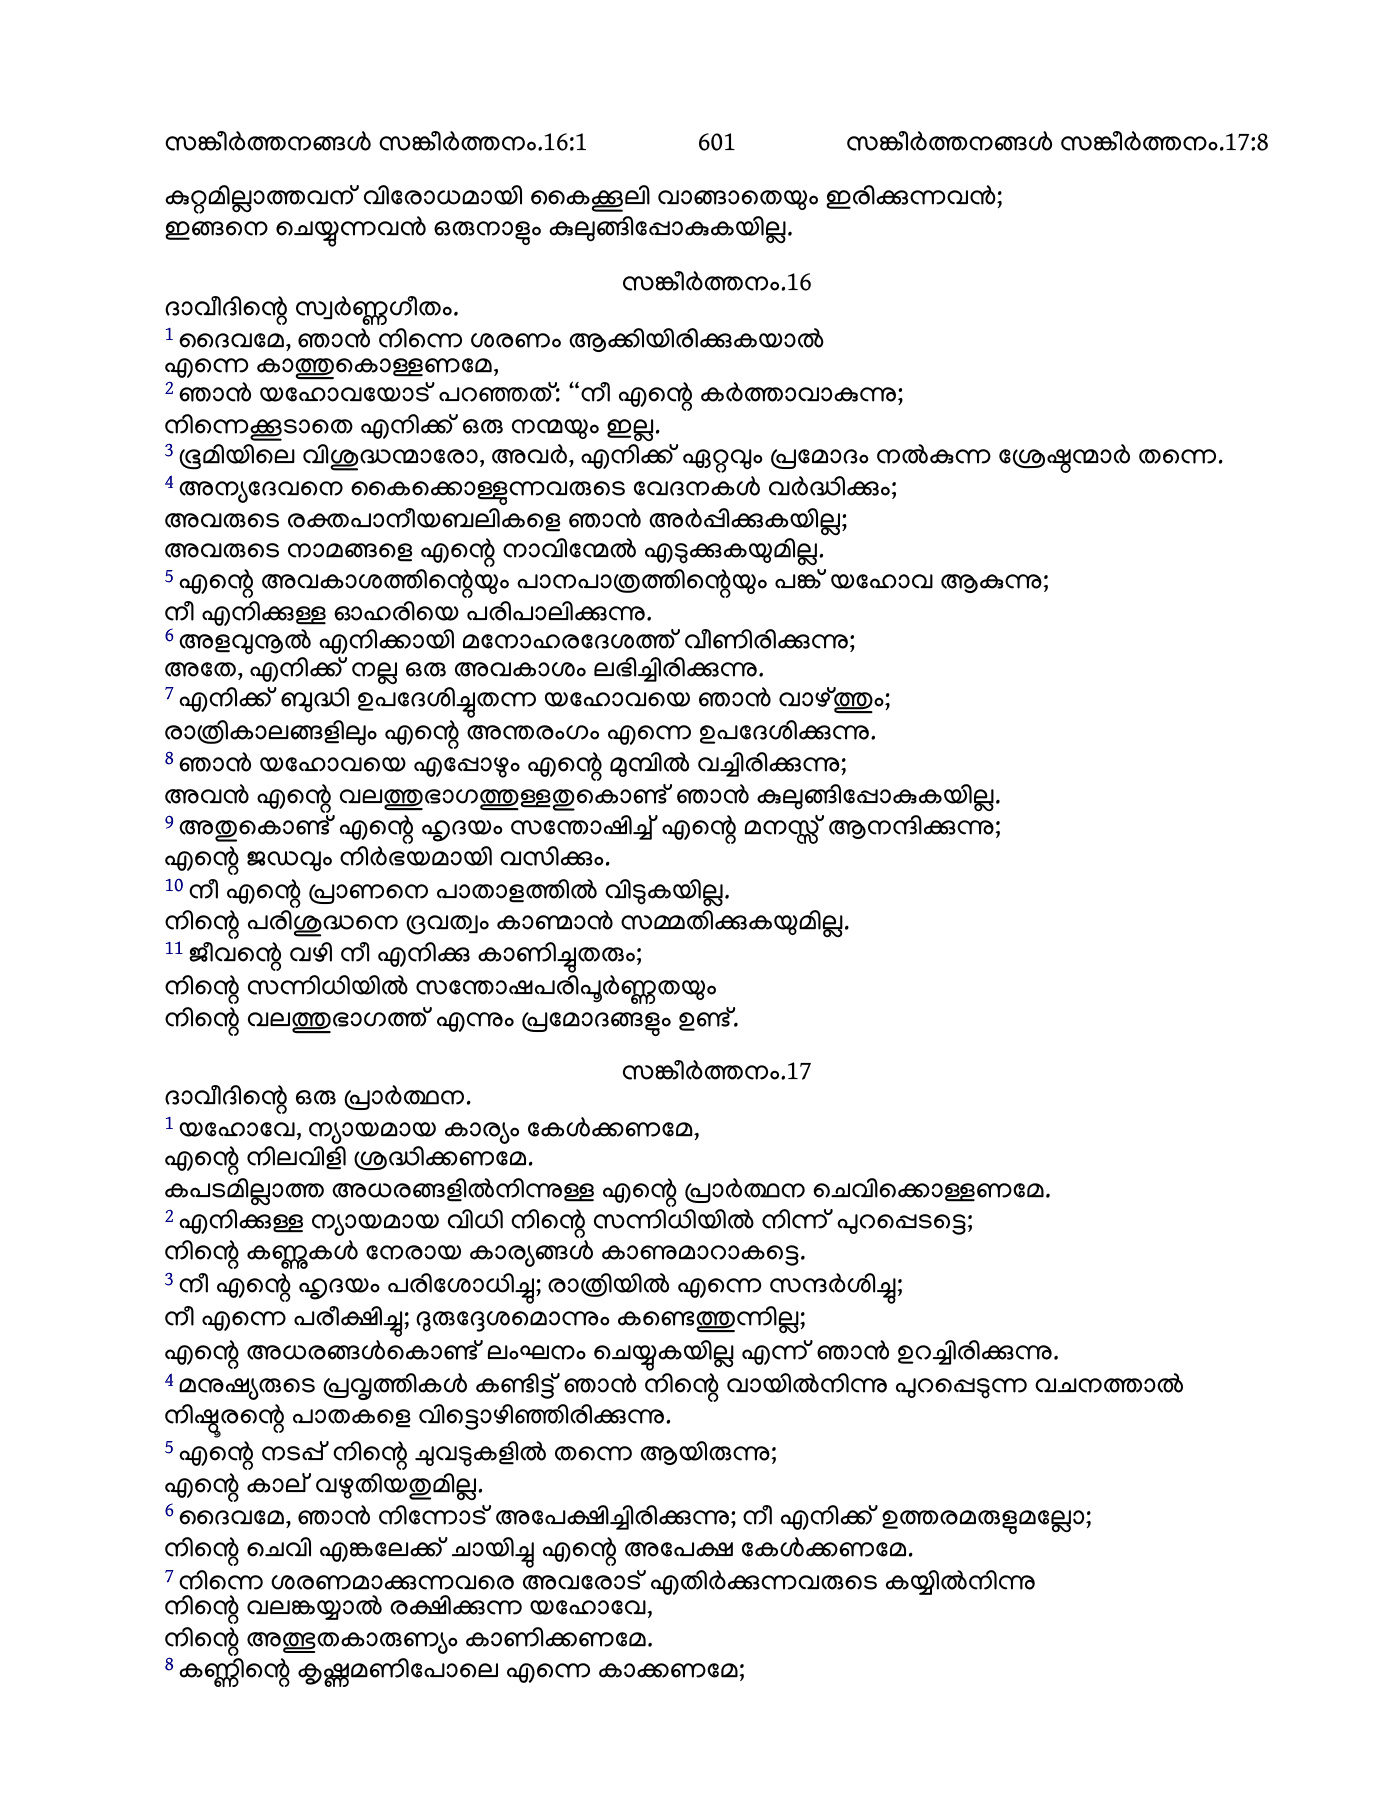 സങ്കീർത്തനങ്ങൾ സങ്കീർത്തനം.16:1 601 സങ്കീർത്തനങ്ങൾ സങ്കീർത്തനം.17:8
കുറ്റമില്ലാത്തവന് വിരോധമായി കൈക്കൂലി വാങ്ങാതെയും ഇരിക്കുന്നവൻ;
ഇങ്ങനെ ചെയ്യുന്നവൻ ഒരുനാളും കുലുങ്ങിപ്പോകുകയില്ല.
സങ്കീർത്തനം.16
ദാവീദിന്റെ സ്വർണ്ണഗീതം.
1 ദൈവമേ, ഞാൻ നിന്നെ ശരണം ആക്കിയിരിക്കുകയാൽ
എന്നെ കാത്തുകൊള്ളണമേ,
2 ഞാൻ യഹോവയോട് പറഞ്ഞത്: “നീ എന്റെ കർത്താവാകുന്നു;
നിന്നെക്കൂടാതെ എനിക്ക് ഒരു നന്മയും ഇല്ല.
3 ഭൂമിയിലെ വിശുദ്ധന്മാരോ, അവർ, എനിക്ക് ഏറ്റവും പ്രമോദം നൽകുന്ന ശ്രേഷ്ഠന്മാർ തന്നെ.
4 അന്യദേവനെ കൈക്കൊള്ളുന്നവരുടെ വേദനകൾ വർദ്ധിക്കും;
അവരുടെ രക്തപാനീയബലികളെ ഞാൻ അർപ്പിക്കുകയില്ല;
അവരുടെ നാമങ്ങളെ എന്റെ നാവിന്മേൽ എടുക്കുകയുമില്ല.
5 എന്റെ അവകാശത്തിന്റെയും പാനപാത്രത്തിന്റെയും പങ്ക് യഹോവ ആകുന്നു;
നീ എനിക്കുള്ള ഓഹരിയെ പരിപാലിക്കുന്നു.
6 അളവുനൂൽ എനിക്കായി മനോഹരദേശത്ത് വീണിരിക്കുന്നു;
അതേ, എനിക്ക് നല്ല ഒരു അവകാശം ലഭിച്ചിരിക്കുന്നു.
7 എനിക്ക് ബുദ്ധി ഉപദേശിച്ചുതന്ന യഹോവയെ ഞാൻ വാഴ്ത്തും;
രാത്രികാലങ്ങളിലും എന്റെ അന്തരംഗം എന്നെ ഉപദേശിക്കുന്നു.
8 ഞാൻ യഹോവയെ എപ്പോഴും എന്റെ മുമ്പിൽ വച്ചിരിക്കുന്നു;
അവൻ എന്റെ വലത്തുഭാഗത്തുള്ളതുകൊണ്ട് ഞാൻ കുലുങ്ങിപ്പോകുകയില്ല.
9 അതുകൊണ്ട് എന്റെ ഹൃദയം സന്തോഷിച്ച് എന്റെ മനസ്സ് ആനന്ദിക്കുന്നു;
എന്റെ ജഡവും നിർഭയമായി വസിക്കും.
10 നീ എന്റെ പ്രാണനെ പാതാളത്തിൽ വിടുകയില്ല.
നിന്റെ പരിശുദ്ധനെ ദ്രവത്വം കാണ്മാൻ സമ്മതിക്കുകയുമില്ല.
11 ജീവന്റെ വഴി നീ എനിക്കു കാണിച്ചുതരും;
നിന്റെ സന്നിധിയിൽ സന്തോഷപരിപൂർണ്ണതയും
നിന്റെ വലത്തുഭാഗത്ത് എന്നും പ്രമോദങ്ങളും ഉണ്ട്.
സങ്കീർത്തനം.17
ദാവീദിന്റെ ഒരു പ്രാർത്ഥന.
1 യഹോവേ, ന്യായമായ കാര്യം കേൾക്കണമേ,
എന്റെ നിലവിളി ശ്രദ്ധിക്കണമേ.
കപടമില്ലാത്ത അധരങ്ങളിൽനിന്നുള്ള എന്റെ പ്രാർത്ഥന ചെവിക്കൊള്ളണമേ.
2 എനിക്കുള്ള ന്യായമായ വിധി നിന്റെ സന്നിധിയിൽ നിന്ന് പുറപ്പെടട്ടെ;
നിന്റെ കണ്ണുകൾ നേരായ കാര്യങ്ങൾ കാണുമാറാകട്ടെ.
3 നീ എന്റെ ഹൃദയം പരിശോധിച്ചു; രാത്രിയിൽ എന്നെ സന്ദർശിച്ചു;
നീ എന്നെ പരീക്ഷിച്ചു; ദുരുദ്ദേശമൊന്നും കണ്ടെത്തുന്നില്ല;
എന്റെ അധരങ്ങൾകൊണ്ട് ലംഘനം ചെയ്യുകയില്ല എന്ന് ഞാൻ ഉറച്ചിരിക്കുന്നു.
4 മനുഷ്യരുടെ പ്രവൃത്തികൾ കണ്ടിട്ട് ഞാൻ നിന്റെ വായിൽനിന്നു പുറപ്പെടുന്ന വചനത്താൽ
നിഷ്ഠൂരന്റെ പാതകളെ വിട്ടൊഴിഞ്ഞിരിക്കുന്നു.
5 എന്റെ നടപ്പ് നിന്റെ ചുവടുകളിൽ തന്നെ ആയിരുന്നു;
എന്റെ കാല് വഴുതിയതുമില്ല.
6 ദൈവമേ, ഞാൻ നിന്നോട് അപേക്ഷിച്ചിരിക്കുന്നു; നീ എനിക്ക് ഉത്തരമരുളുമല്ലോ;
നിന്റെ ചെവി എങ്കലേക്ക് ചായിച്ചു എന്റെ അപേക്ഷ കേൾക്കണമേ.
7 നിന്നെ ശരണമാക്കുന്നവരെ അവരോട് എതിർക്കുന്നവരുടെ കയ്യിൽനിന്നു
നിന്റെ വലങ്കയ്യാൽ രക്ഷിക്കുന്ന യഹോവേ,
നിന്റെ അത്ഭുതകാരുണ്യം കാണിക്കണമേ.
8 കണ്ണിന്റെ കൃഷ്ണമണിപോലെ എന്നെ കാക്കണമേ;